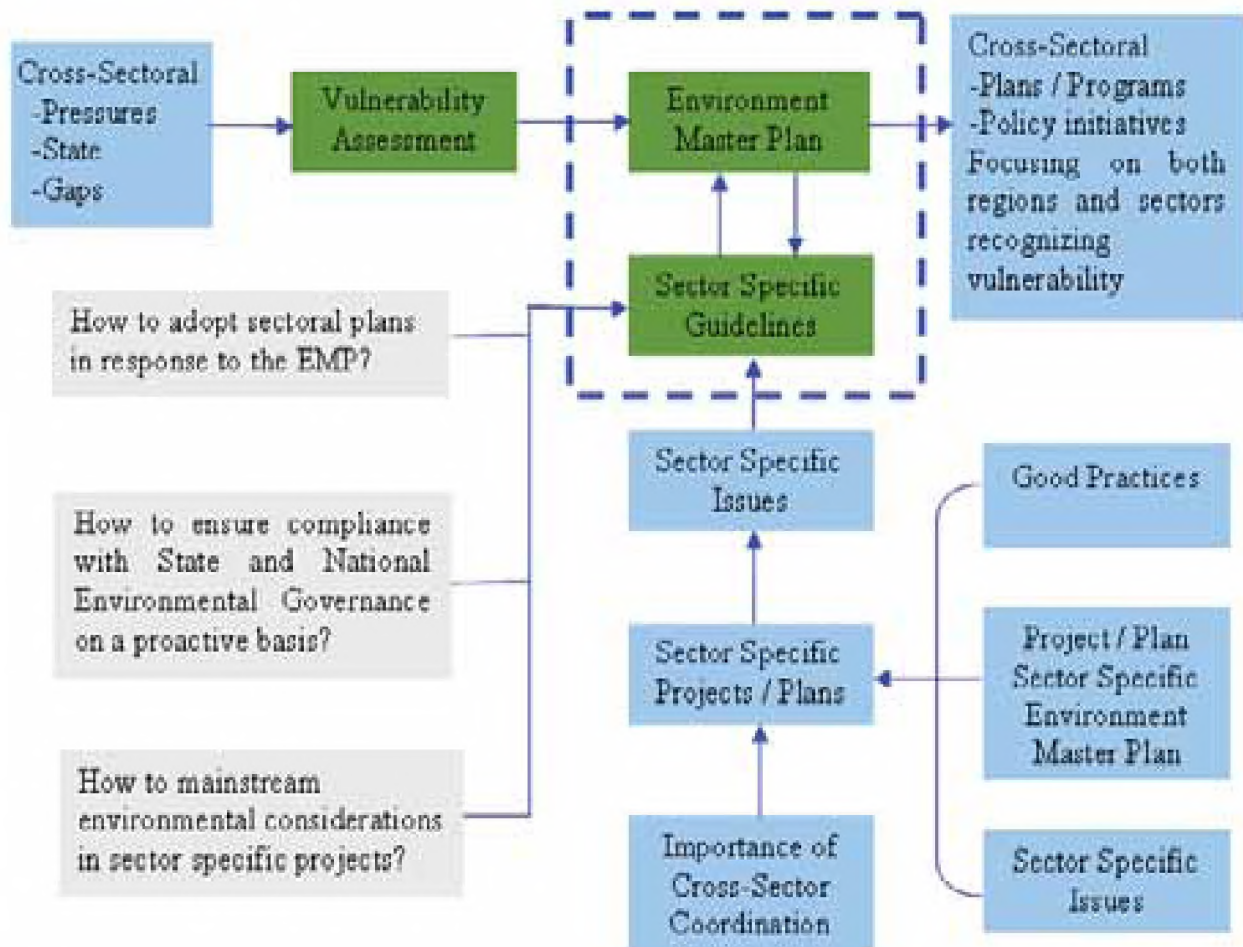 Cross-Sectoral
-Pressures
-State
-Gaps
Vulnerability
Assessment
Environment
Master Plan
Cross-Sectoral
-Plans / Programs
-Policy initiatives
Focusing on both
regions and sectors
recognizing
vulnerability
How to adopt sectoral plans
in response to the EMP?
Sector Specific
Guidelines
How to ensure compliance
with State and National
Environmental Governance
on a proactive basis?
Sector Specific
Issues
Good Practices
How to mainstream
environmental considerations
in sector specific projects?
Sector Specific
Projects / Plans
Project / Plan
Sector Specific
Environment
Master Plan
Importance of
Cross-Sector
Coordination
Sector Specific
Issues